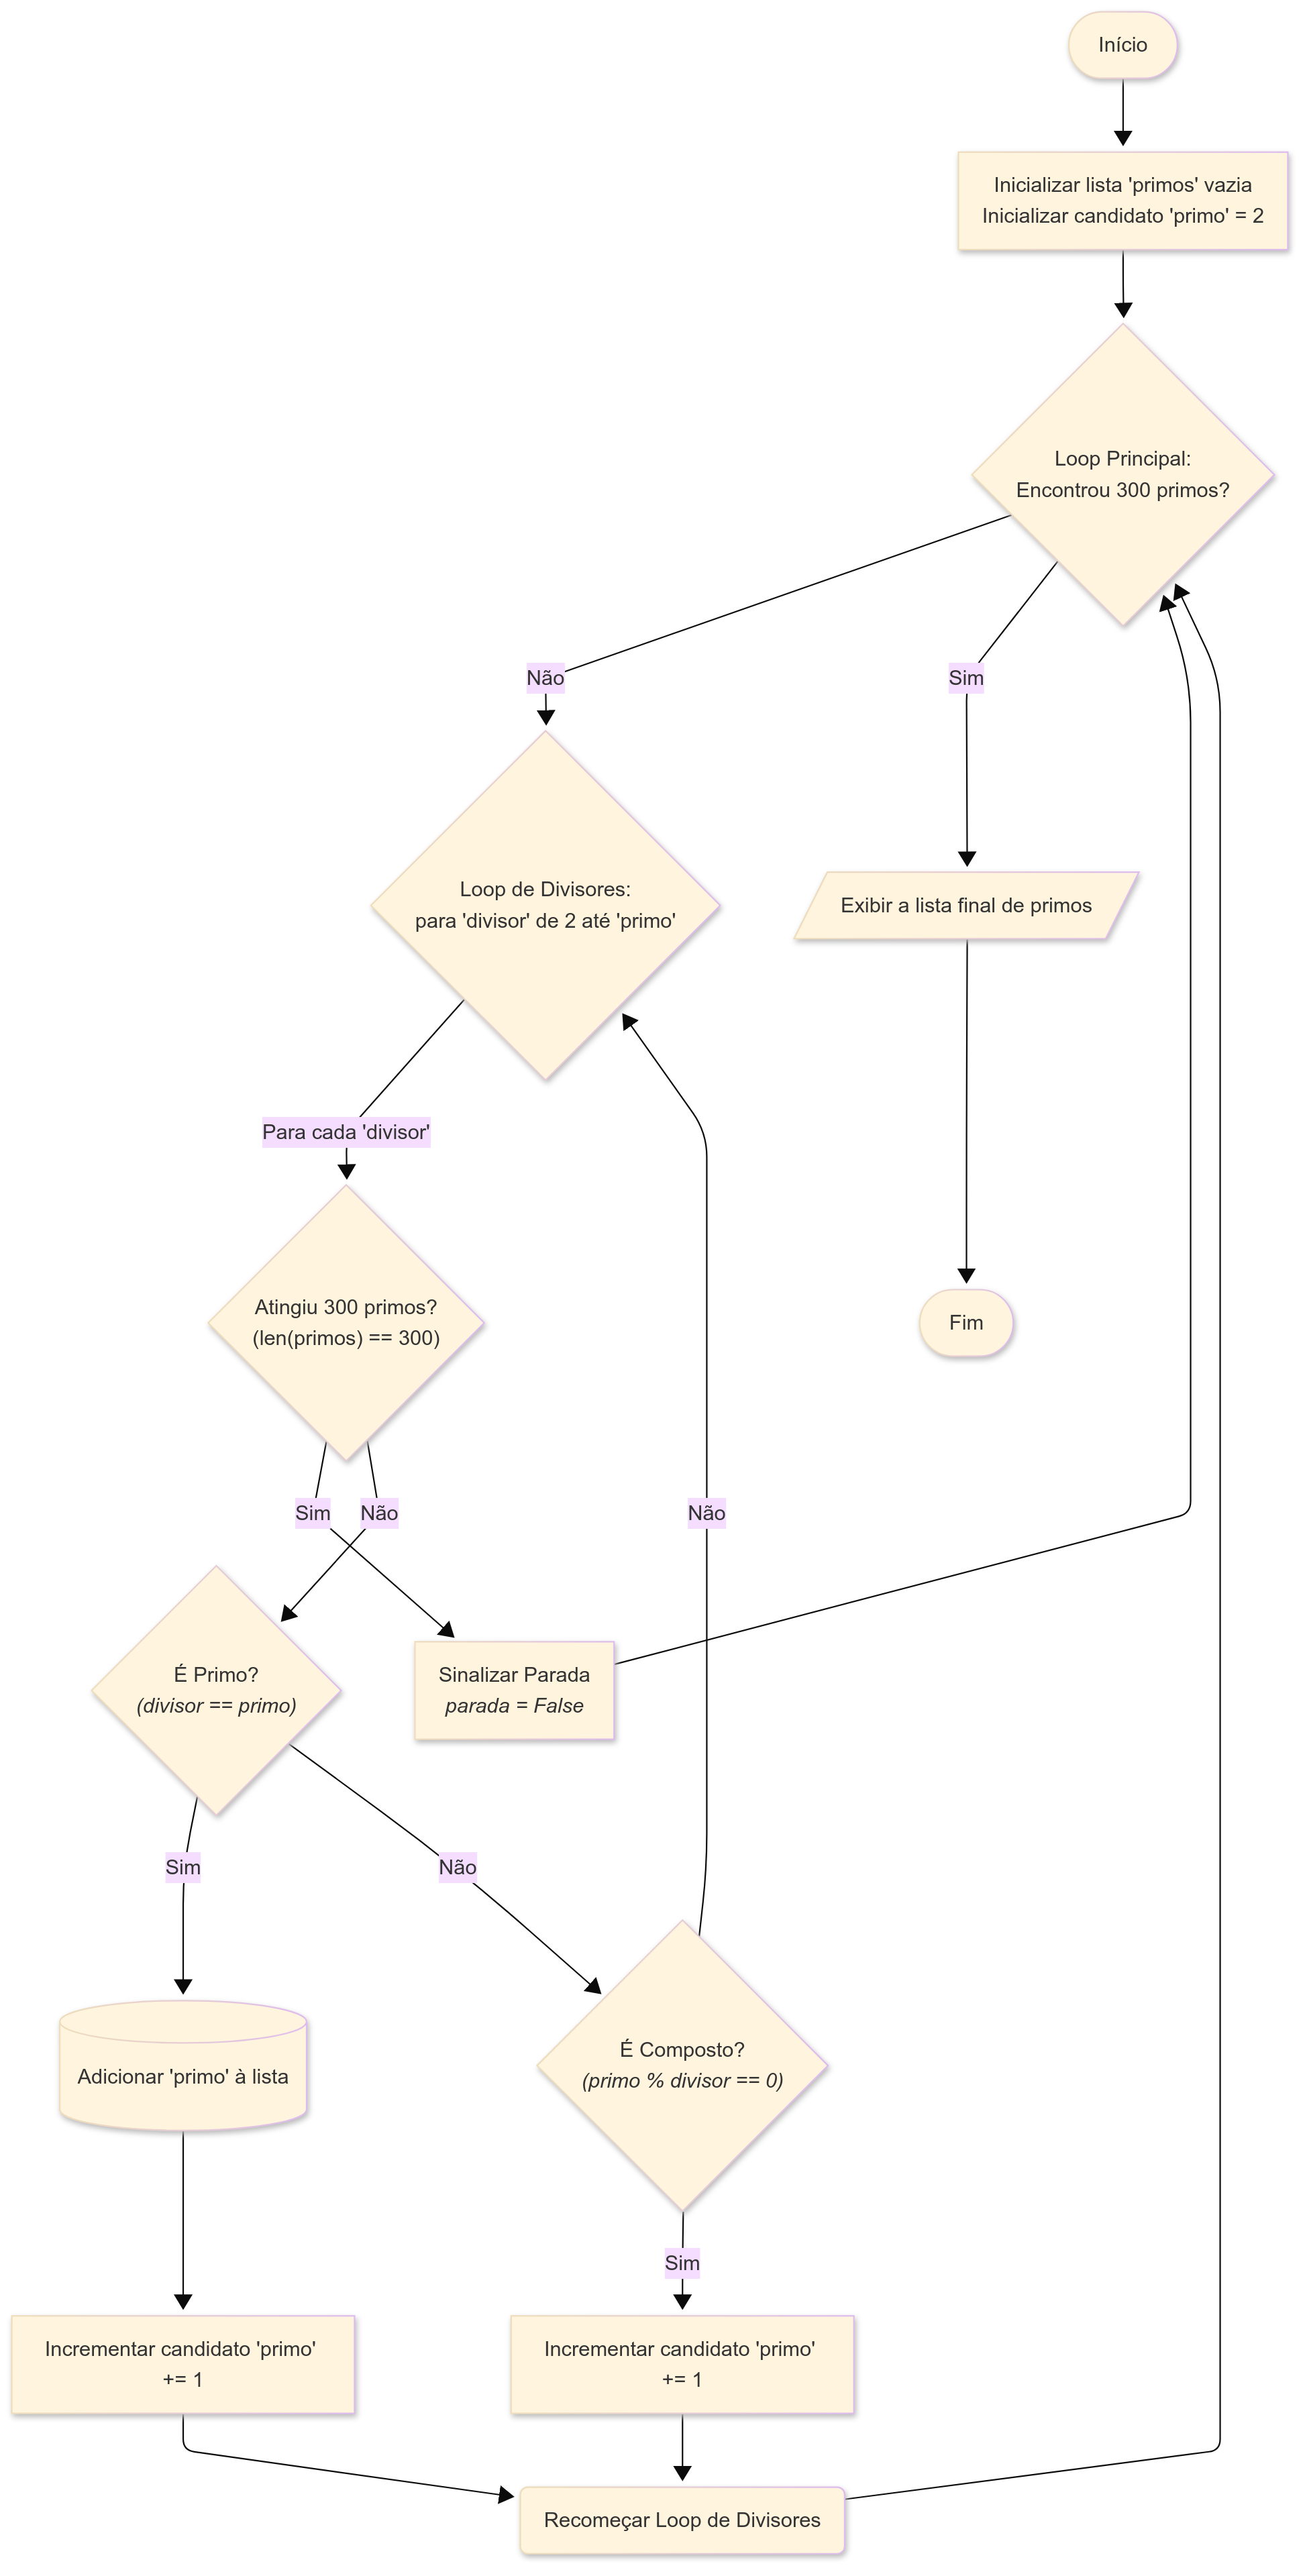 Início
Inicializar lista 'primos' vazia
Inicializar candidato 'primo' = 2
Loop Principal:
Encontrou 300 primos?
Não
Sim
Loop de Divisores:
para 'divisor' de 2 até 'primo'
Exibir a lista final de primos
Para cada 'divisor'
Atingiu 300 primos?
(len(primos) == 300)
Fim
Sim
Não
Não
É Primo?
(divisor == primo)
Sinalizar Parada
parada = False
Sim
Não
É Composto?
(primo % divisor == 0)
Adicionar 'primo' à lista
Sim
Incrementar candidato 'primo'
+= 1
Incrementar candidato 'primo'
+= 1
Recomeçar Loop de Divisores